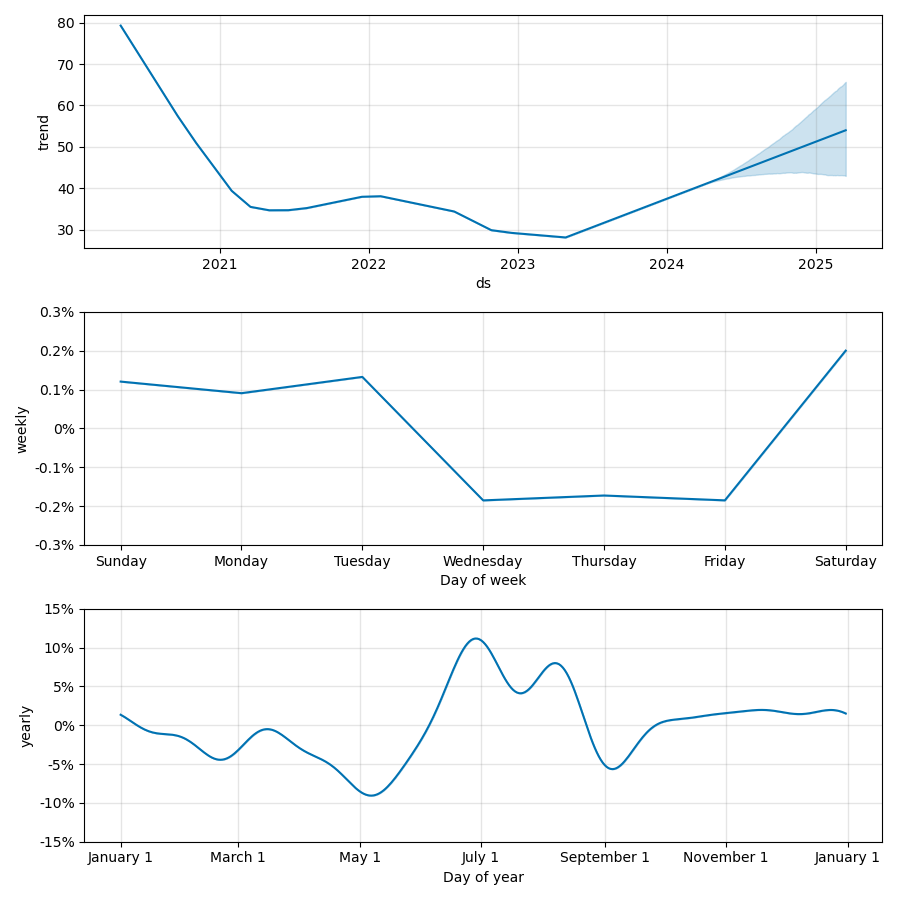 80
70
60
50
40
30
trend
2021 2022 2023 2024 2025
ds
0.3%
0.2%
0.1%
0%
-0.1%
-0.2%
-0.3%
weekly
Sunday Monday Tuesday Wednesday Thursday Friday Saturday
Day of week
15%
10%
5%
0%
-5%
-10%
-15%
yearly
January 1 March 1 May 1 July 1 September 1 November 1 January 1
Day of year